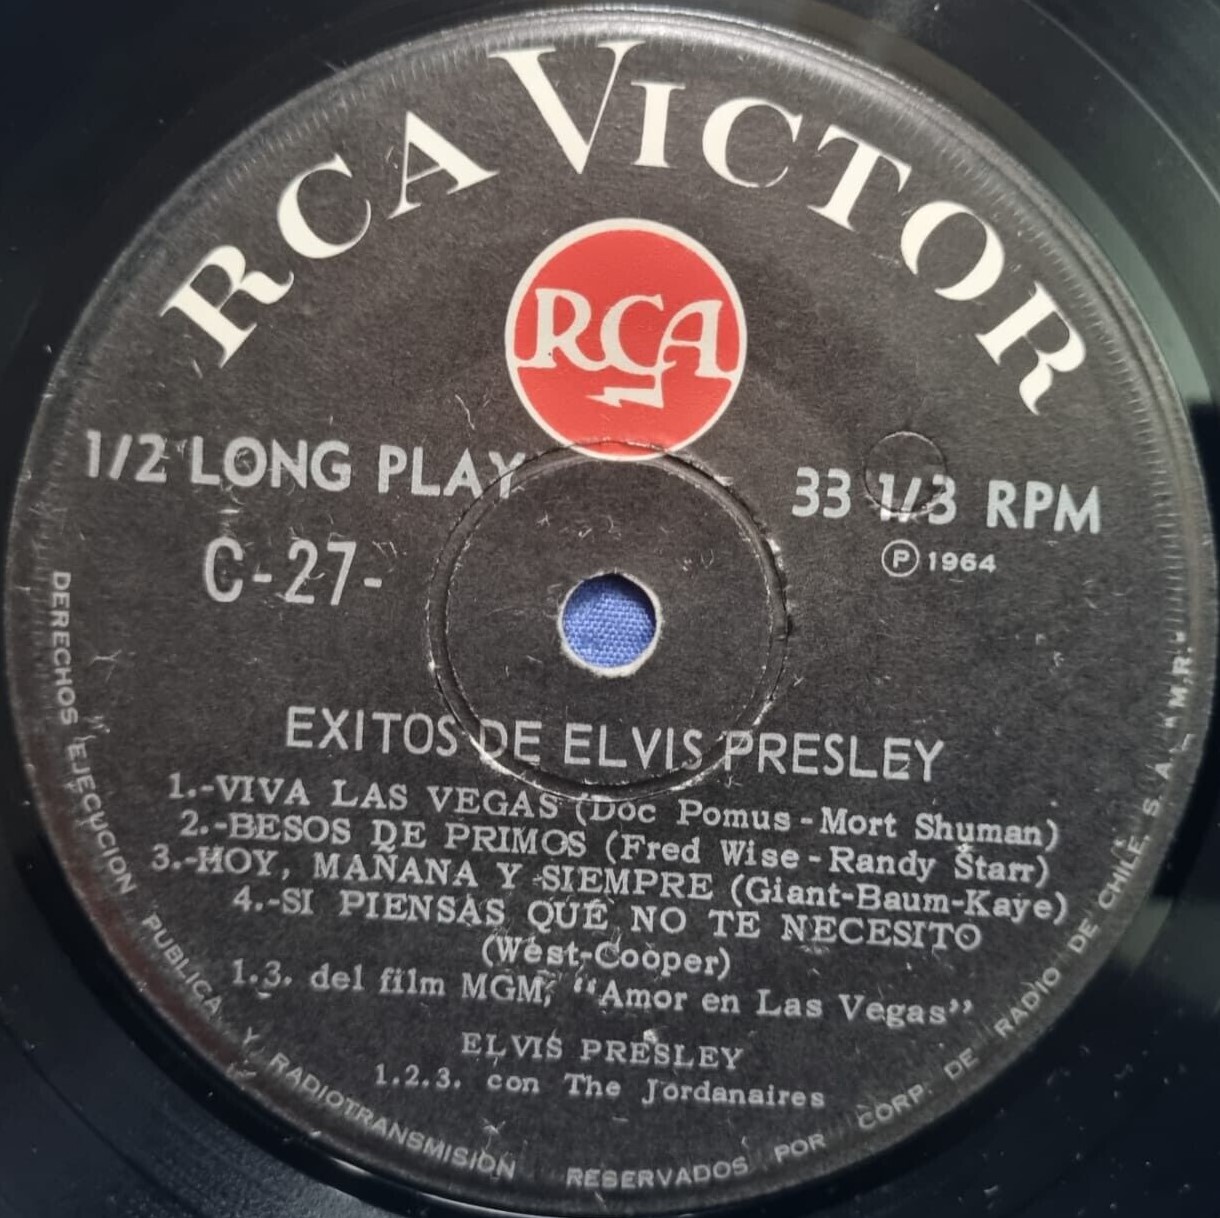 RCA VICTOR
RCA
1/2 LONG PLAY
33 1/3 RPM
C-27-
Ⓟ 1964
EXITOS DE ELVIS PRESLEY
1.-VIVA LAS VEGAS (Doc Pomus - Mort Shuman)
2.-BESOS DE PRIMOS (Fred Wise - Randy Starr)
3.-HOY, MAÑANA Y SIEMPRE (Giant-Baum-Kaye)
4.-SI PIENSAS QUE NO TE NECESITO
(West-Cooper)
1.3. del film MGM, “Amor en Las Vegas”
ELVIS PRESLEY
1.2.3. con The Jordanaires
DERECHOS EJECUCION PUBLICA Y RADIOTRANSMISION RESERVADOS POR CORP. DE RADIO DE CHILE, S. A. "M.R."